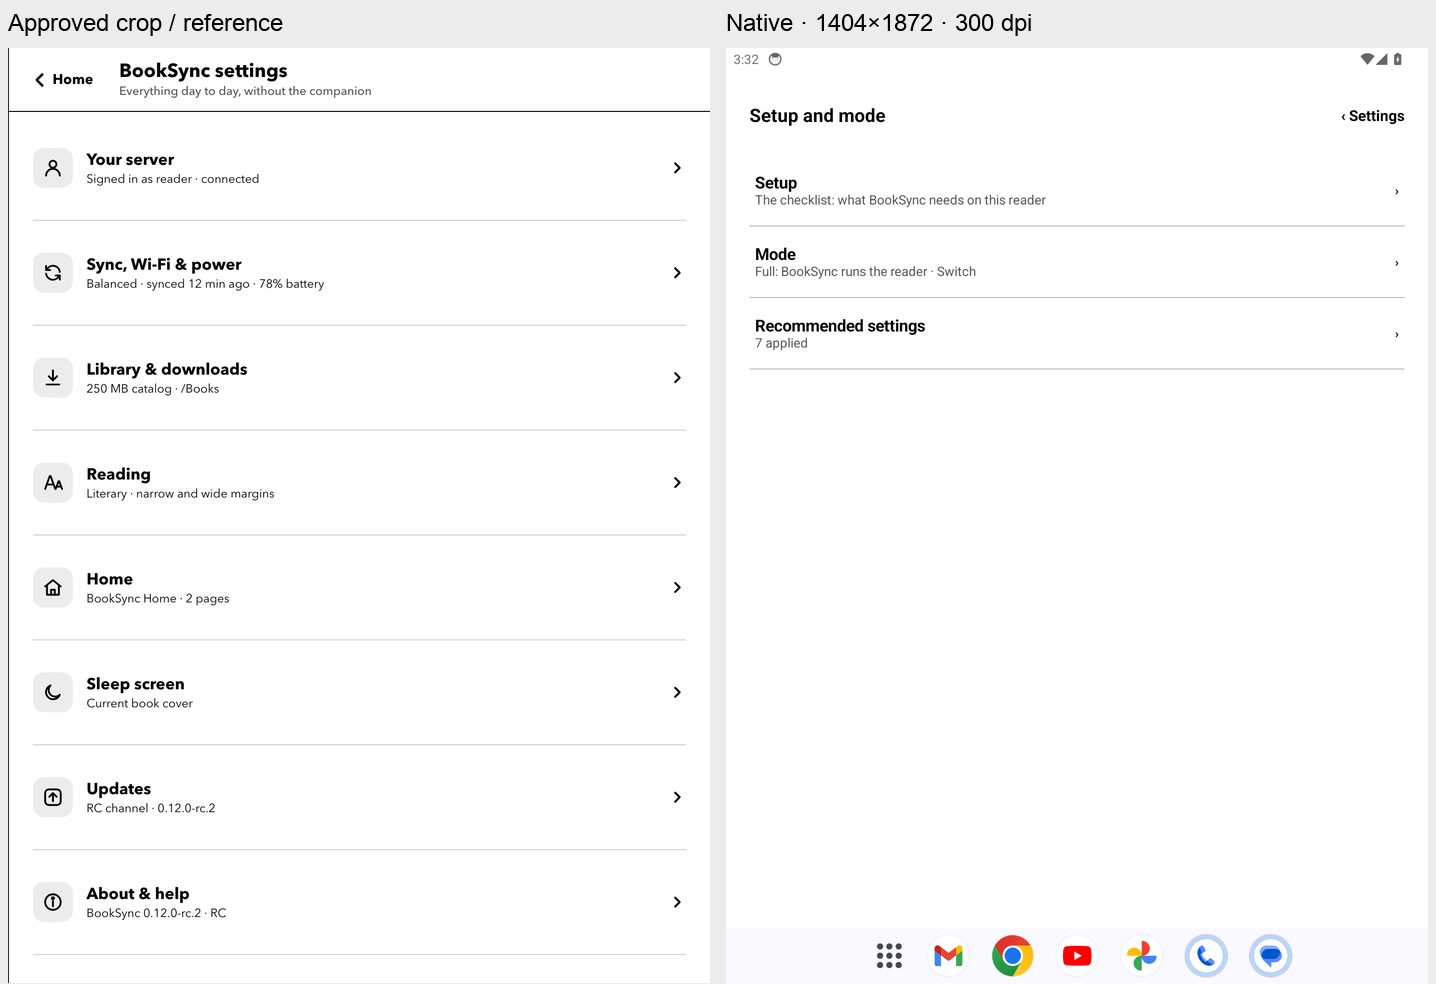 Approved crop / reference
Home
BookSync settings
Everything day to day, without the companion
Your server
Signed in as reader · connected
Sync, Wi-Fi & power
Balanced · synced 12 min ago · 78% battery
Library & downloads
250 MB catalog · /Books
AA
Reading
Literary · narrow and wide margins
Home
BookSync Home · 2 pages
Sleep screen
Current book cover
Updates
RC channel · 0.12.0-rc.2
About & help
BookSync 0.12.0-rc.2 · RC
Native · 1404×1872 · 300 dpi
3:32
Setup and mode
‹ Settings
Setup
The checklist: what BookSync needs on this reader
›
Mode
Full: BookSync runs the reader · Switch
›
Recommended settings
7 applied
›